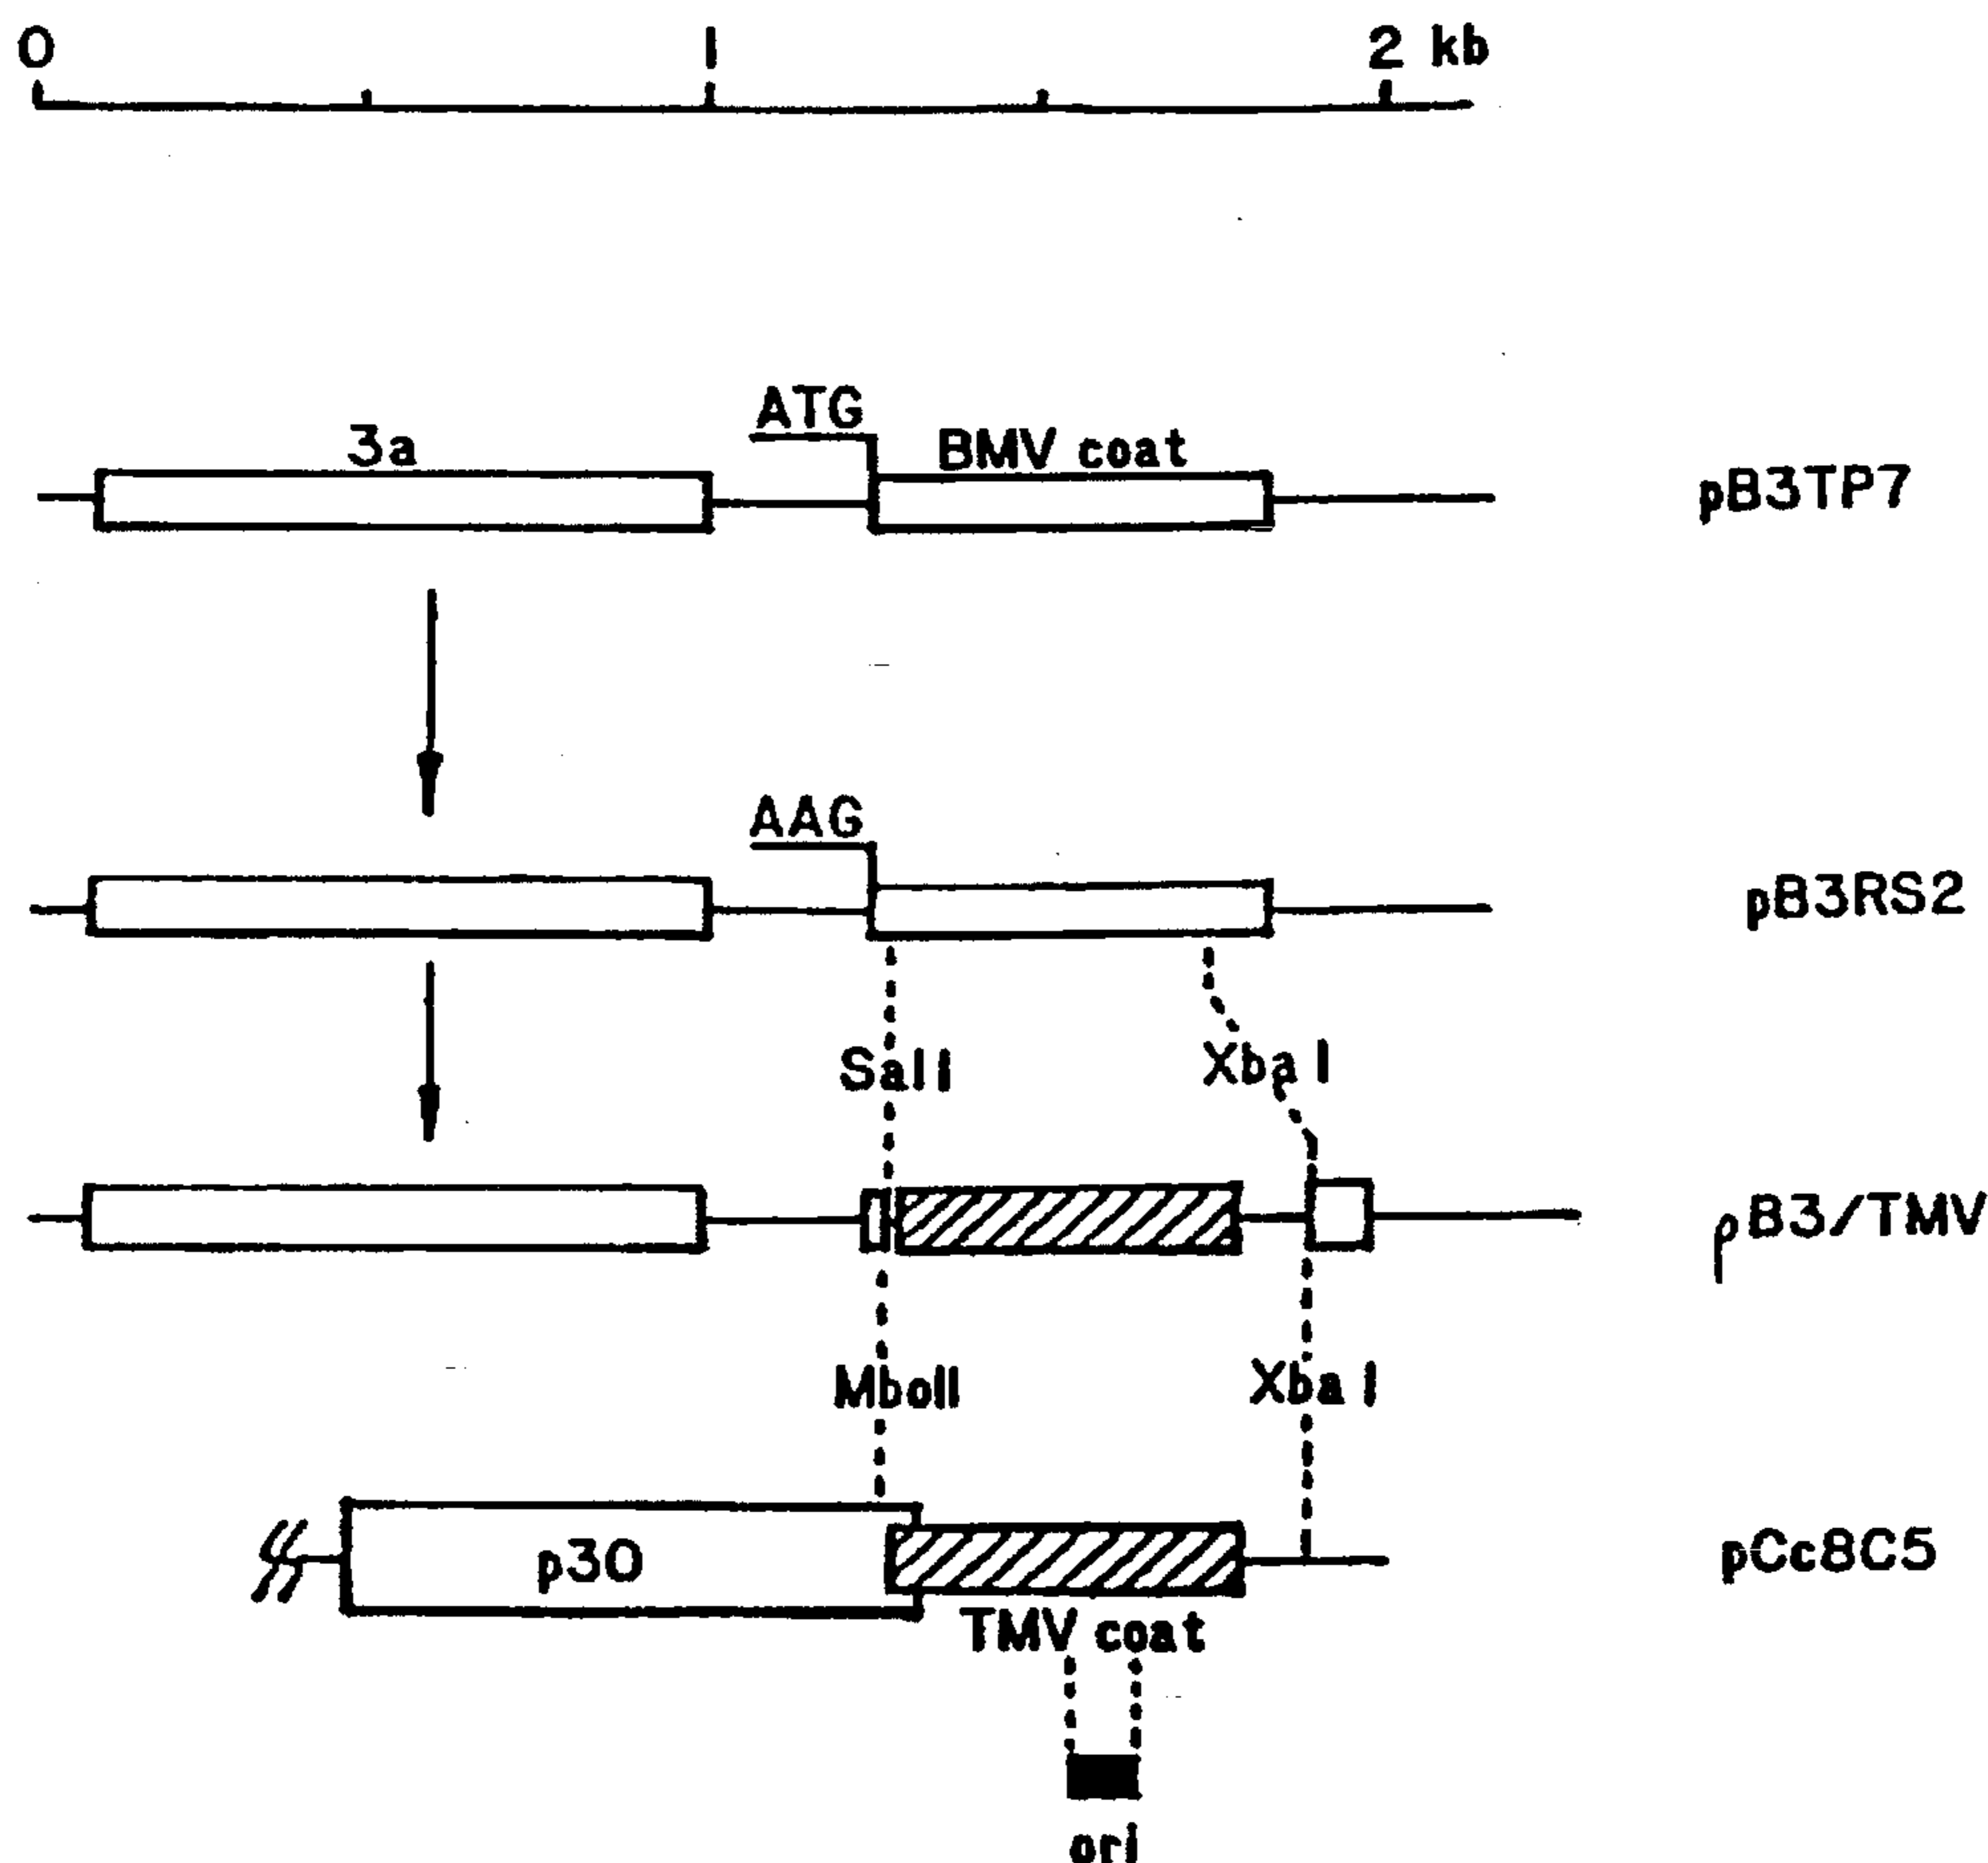 0 1 2 kb
ATG
3a BMV coat
pB3TP7
AAG
pB3RS2
SalI XbaI
pB3/TMV
MboII XbaI
pCc8C5
p30
TMV coat
ori